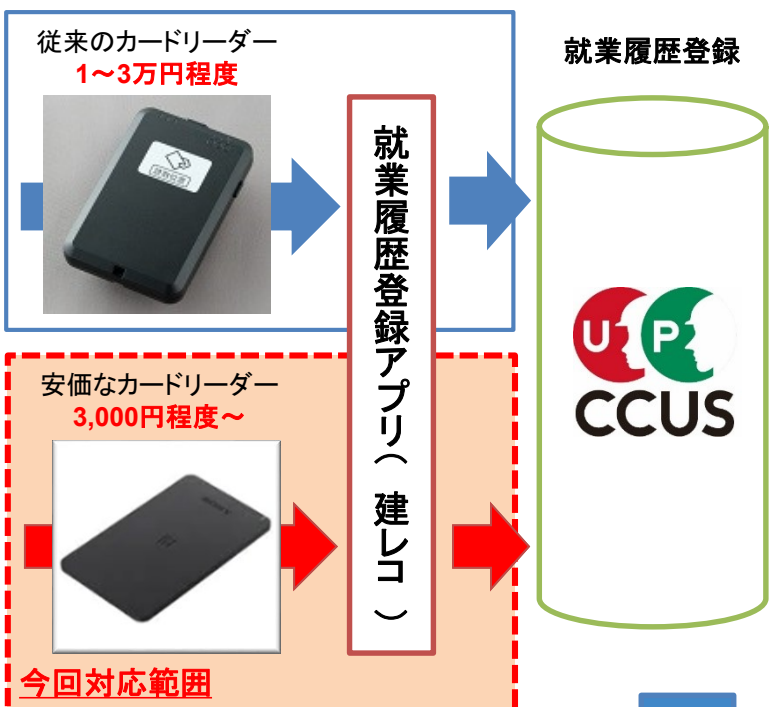 従来のカードリーダー
1～3万円程度
就業履歴登録
就業履歴登録アプリ（建レコ）
安価なカードリーダー
3,000円程度～
SONY
今回対応範囲
UP
CCUS